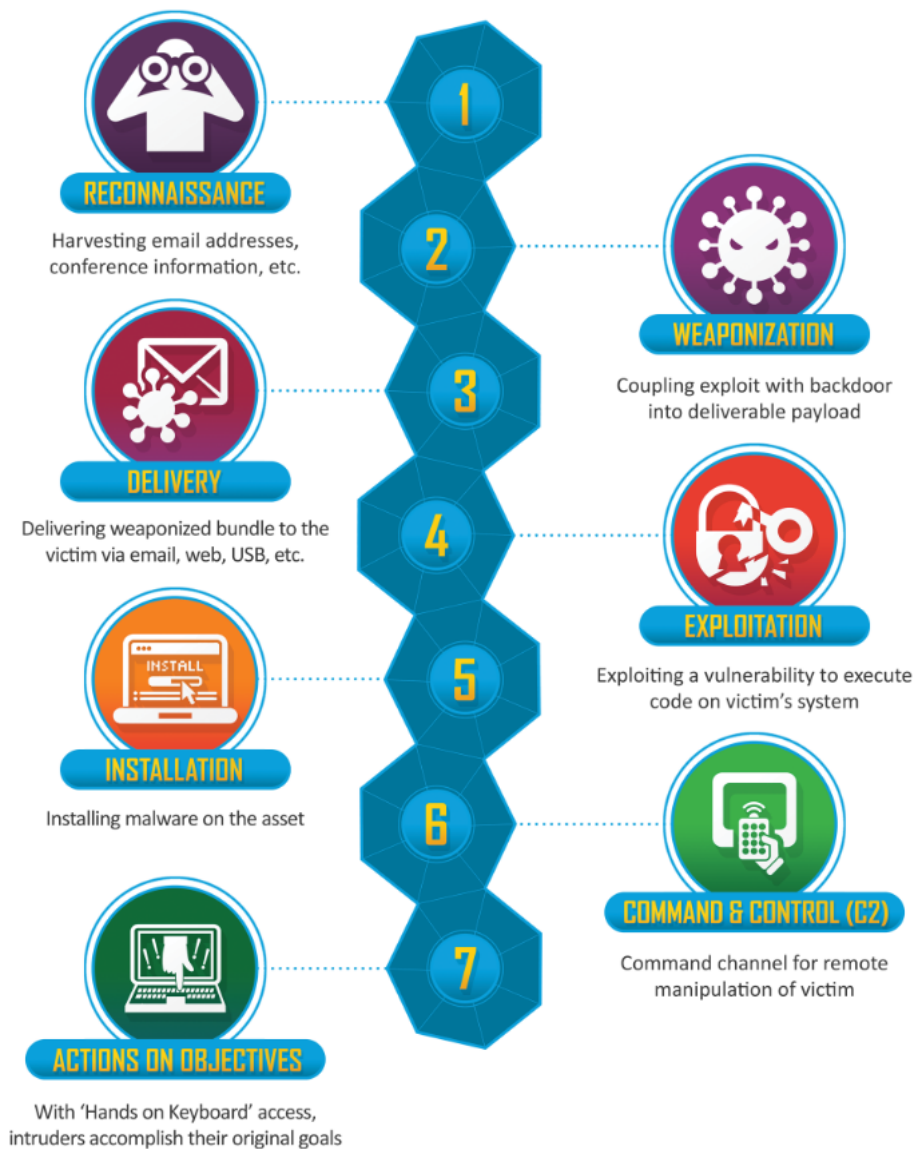 1
RECONNAISSANCE
Harvesting email addresses,
conference information, etc.
2
WEAPONIZATION
Coupling exploit with backdoor
into deliverable payload
3
DELIVERY
Delivering weaponized bundle to the
victim via email, web, USB, etc.
4
EXPLOITATION
Exploiting a vulnerability to execute
code on victim's system
5
INSTALL
INSTALLATION
Installing malware on the asset
6
COMMAND & CONTROL (C2)
Command channel for remote
manipulation of victim
7
ACTIONS ON OBJECTIVES
With ‘Hands on Keyboard’ access,
intruders accomplish their original goals